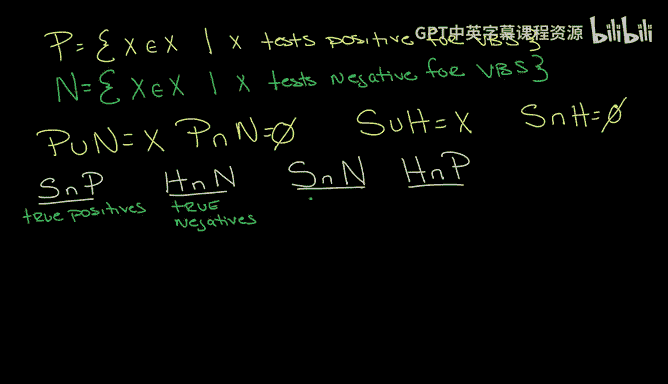 GPT中英字幕课程资源 bilibili
P = { x ∈ X | x tests positive for VBS }
N = { x ∈ X | x tests negative for VBS }
P ∪ N = X P ∩ N = ∅ S ∪ H = X S ∩ H = ∅
S ∩ P H ∩ N S ∩ N H ∩ P
true positives true negatives